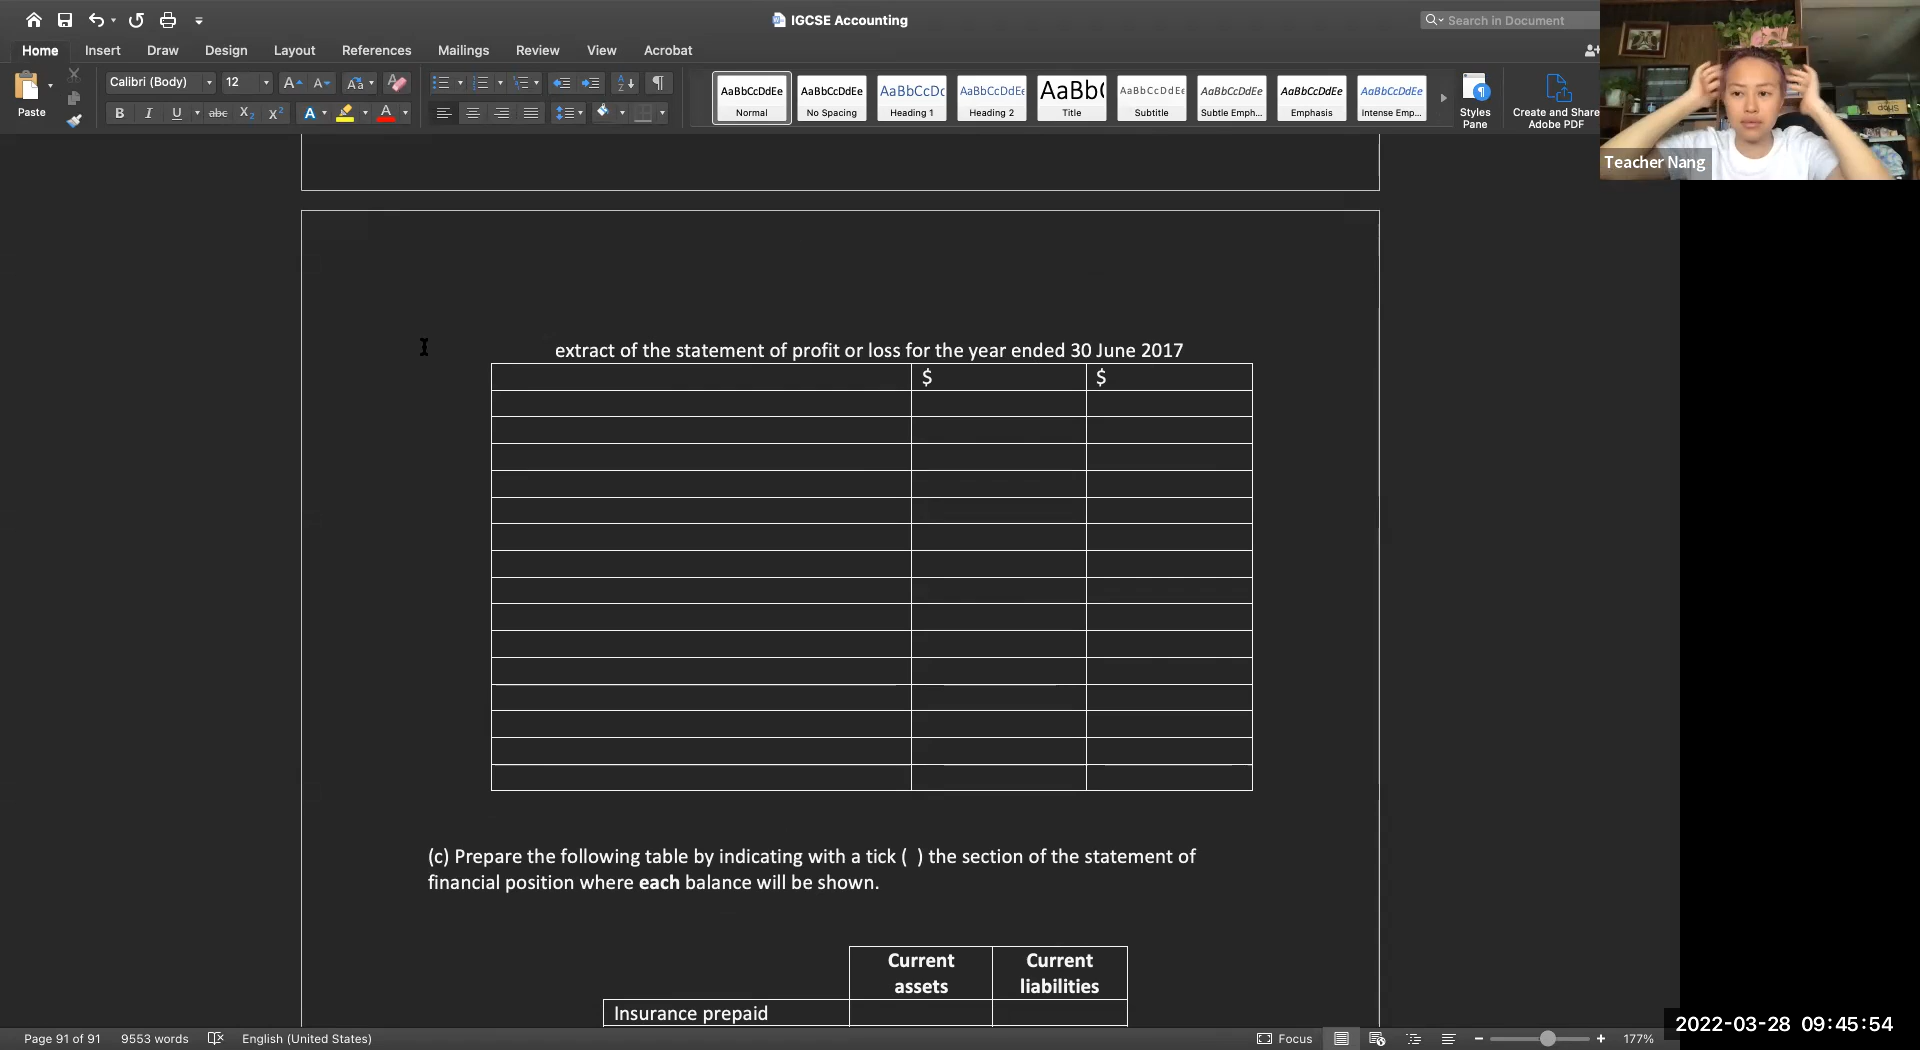 IGCSE Accounting
Search in Document
Home Insert Draw Design Layout References Mailings Review View Acrobat
Paste
Calibri (Body) 12
AaBbCcDdEe AaBbCcDdEe AaBbCcDc AaBbCcDdEe AaBb( AaBbCcDdEe AaBbCcDdEe AaBbCcDdEe AaBbCcDdEe
Normal No Spacing Heading 1 Heading 2 Title Subtitle Subtle Emph... Emphasis Intense Emp...
Styles Pane
Create and Share Adobe PDF
Teacher Nang
extract of the statement of profit or loss for the year ended 30 June 2017
$ $
(c) Prepare the following table by indicating with a tick ( ) the section of the statement of
financial position where each balance will be shown.
Current assets
Current liabilities
Insurance prepaid
Page 91 of 91 9553 words English (United States) Focus 177%
2022-03-28 09:45:54